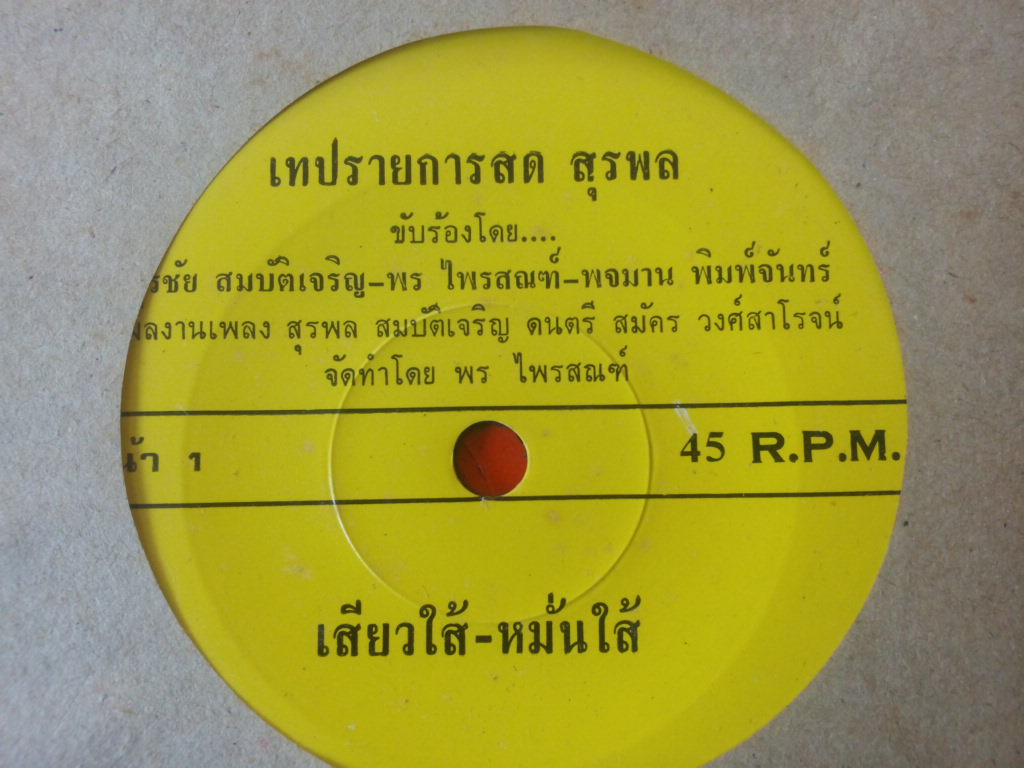 เทปรายการสด สุรพล
ขับร้องโดย....
รชัย สมบัติเจริญ-พร ไพรสณฑ์-พจมาน พิมพ์จันทร์
ผลงานเพลง สุรพล สมบัติเจริญ ดนตรี สมัคร วงศ์สาโรจน์
จัดทำโดย พร ไพรสณฑ์
น้า ๑ 45 R.P.M.
เสียวใส้-หมั่นใส้